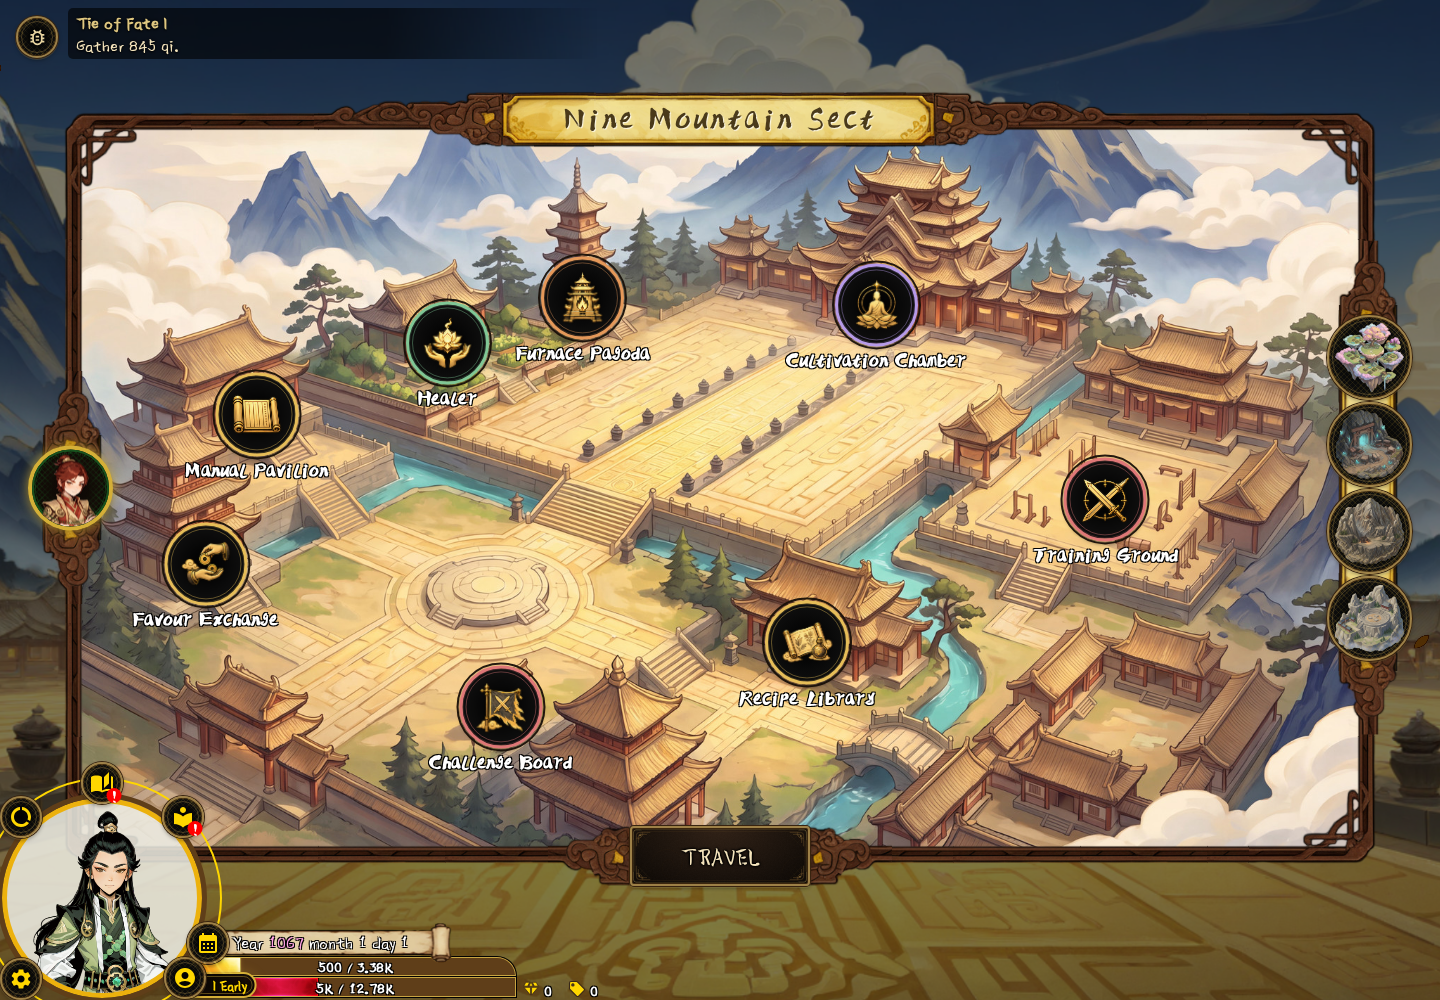 Tie of Fate 1
Gather 845 qi.
Nine Mountain Sect
Furnace Pagoda
Cultivation Chamber
Healer
Manual Pavilion
Training Ground
Favour Exchange
Recipe Library
Challenge Board
TRAVEL
Year 1067 month 1 day 1
500 / 3.38K
1 Early
5K / 12.78K
0
0